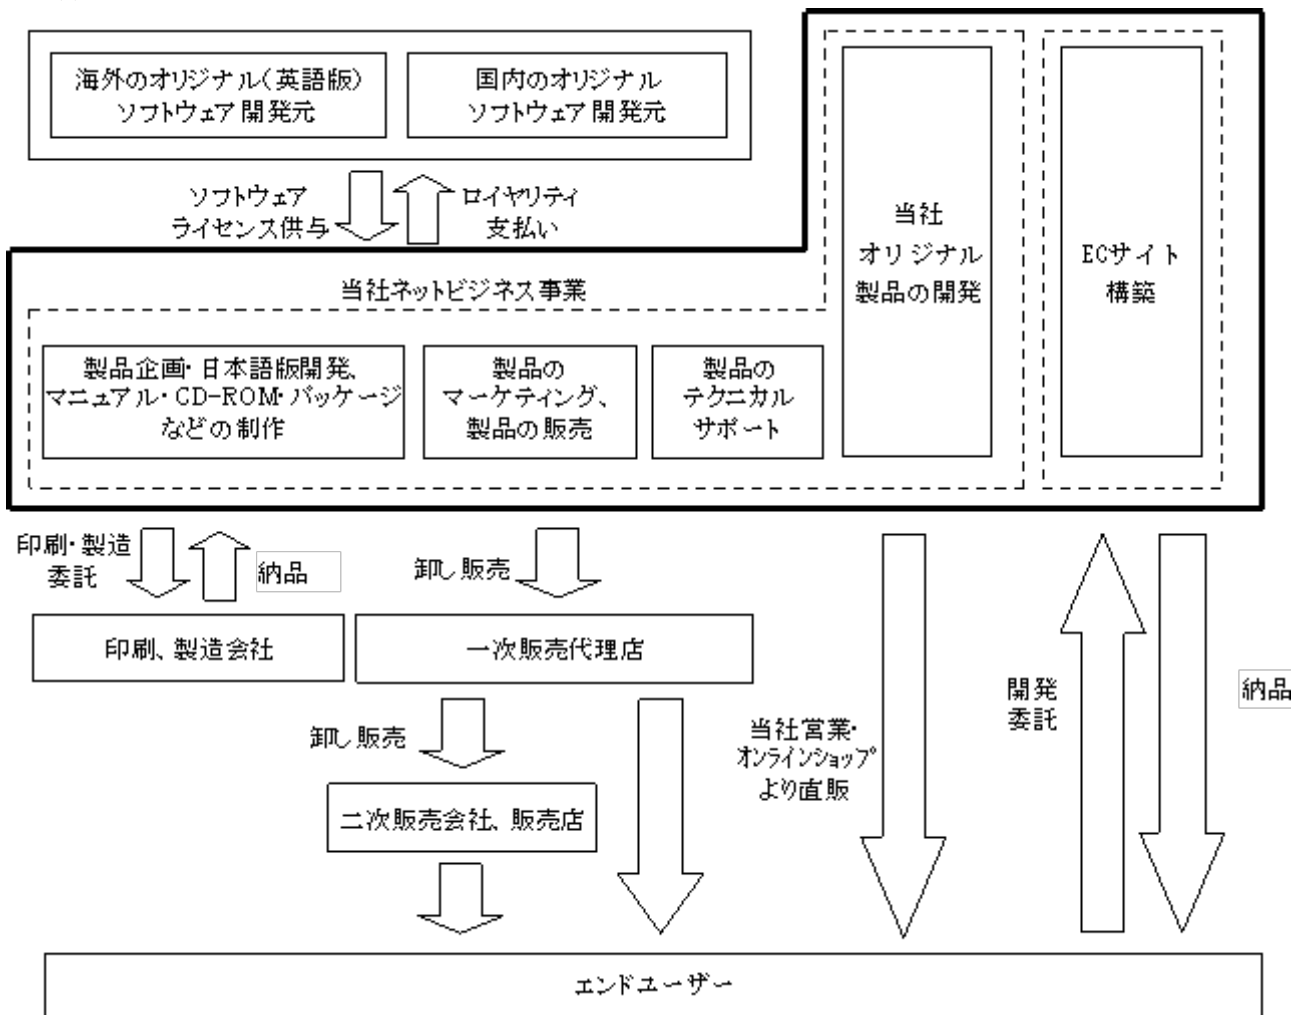 海外のオリジナル(英語版)
ソフトウェア開発元
国内のオリジナル
ソフトウェア開発元
ソフトウェア
ライセンス供与
ロイヤリティ
支払い
当社
オリジナル
製品の開発
ECサイト
構築
当社ネットビジネス事業
製品企画・日本語版開発、
マニュアル・CD-ROM・パッケージ
などの制作
製品の
マーケティング、
製品の販売
製品の
テクニカル
サポート
印刷・製造
委託
納品
卸し販売
印刷、製造会社
一次販売代理店
卸し販売
当社営業・
オンラインショップ
より直販
開発
委託
納品
二次販売会社、販売店
エンドユーザー